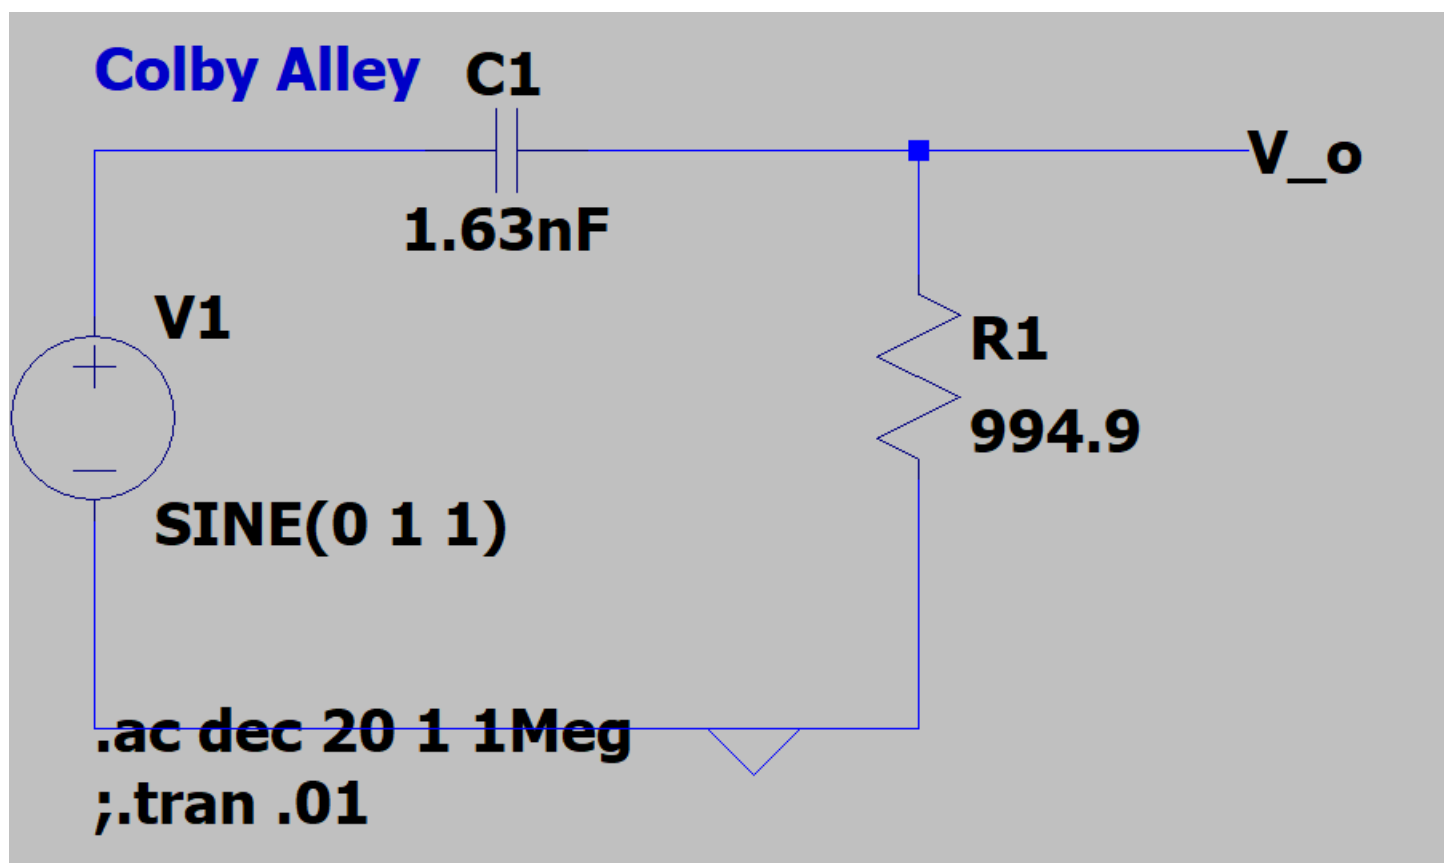 Colby Alley
C1
1.63nF
V_o
V1
R1
994.9
SINE(0 1 1)
.ac dec 20 1 1Meg
;.tran .01